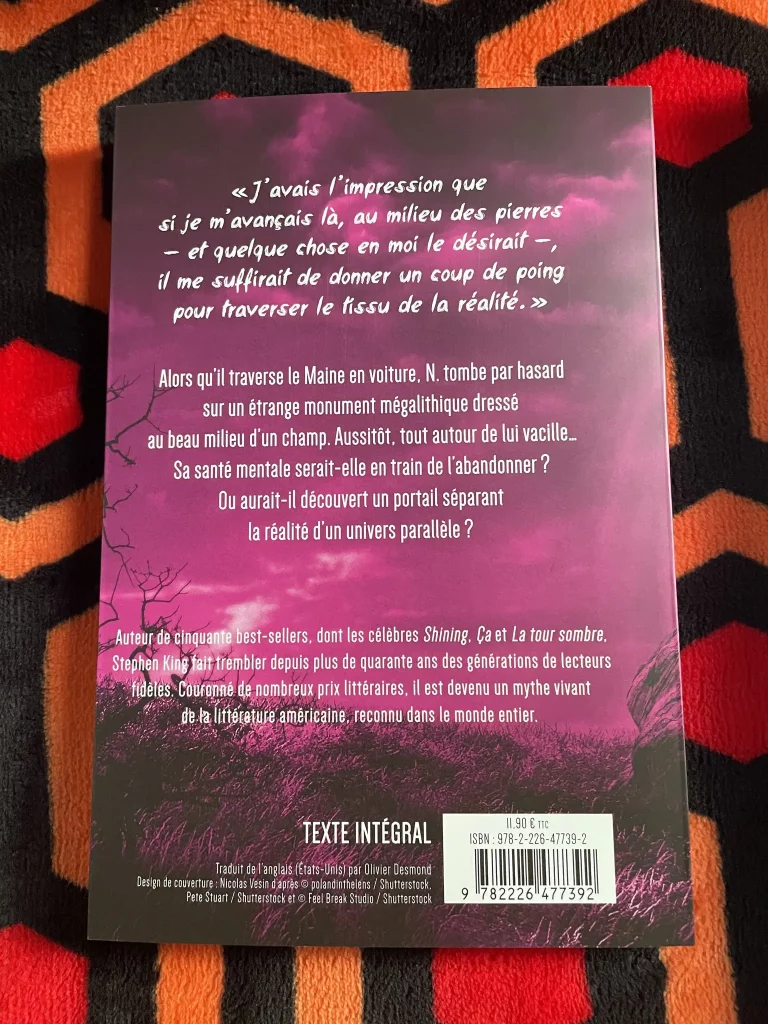 « J'avais l'impression que
si je m'avançais là, au milieu des pierres
– et quelque chose en moi le désirait –,
il me suffirait de donner un coup de poing
pour traverser le tissu de la réalité. »
Alors qu'il traverse le Maine en voiture, N. tombe par hasard
sur un étrange monument mégalithique dressé
au beau milieu d'un champ. Aussitôt, tout autour de lui vacille…
Sa santé mentale serait-elle en train de l'abandonner ?
Ou aurait-il découvert un portail séparant
la réalité d'un univers parallèle ?
Auteur de cinquante best-sellers, dont les célèbres Shining, Ça et La tour sombre,
Stephen King fait trembler depuis plus de quarante ans des générations de lecteurs
fidèles. Couronné de nombreux prix littéraires, il est devenu un mythe vivant
de la littérature américaine, reconnu dans le monde entier.
TEXTE INTÉGRAL
Traduit de l'anglais (États-Unis) par Olivier Desmond
Design de couverture : Nicolas Vesin d'après © polandinthelens / Shutterstock,
Pete Stuart / Shutterstock et © Feel Break Studio / Shutterstock
11,90 € TTC
ISBN : 978-2-226-47739-2
9 782226 477392